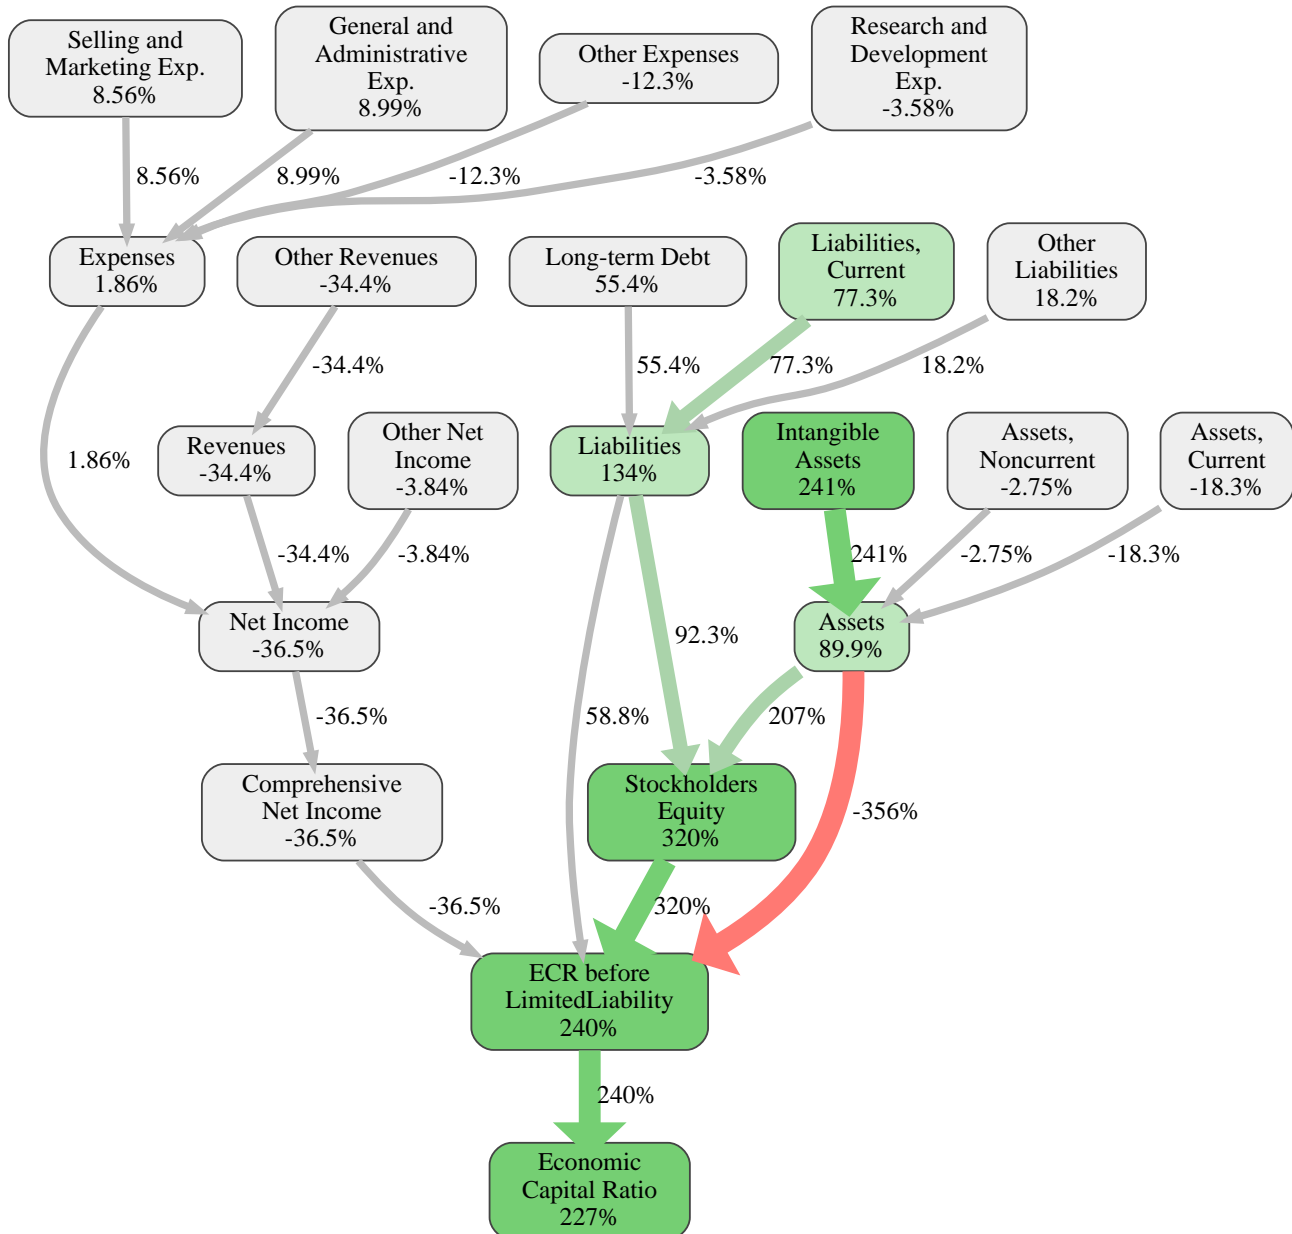 Selling and
Marketing Exp.
8.56%
General and
Administrative
Exp.
8.99%
Other Expenses
-12.3%
Research and
Development
Exp.
-3.58%
8.56%
8.99%
-12.3%
-3.58%
Expenses
1.86%
Other Revenues
-34.4%
Long-term Debt
55.4%
Liabilities,
Current
77.3%
Other
Liabilities
18.2%
-34.4%
55.4%
77.3%
18.2%
1.86%
Revenues
-34.4%
Other Net
Income
-3.84%
Liabilities
134%
Intangible
Assets
241%
Assets,
Noncurrent
-2.75%
Assets,
Current
-18.3%
-34.4%
-3.84%
241%
-2.75%
-18.3%
Net Income
-36.5%
92.3%
Assets
89.9%
-36.5%
58.8%
207%
Comprehensive
Net Income
-36.5%
Stockholders
Equity
320%
-356%
-36.5%
320%
ECR before
LimitedLiability
240%
240%
Economic
Capital Ratio
227%